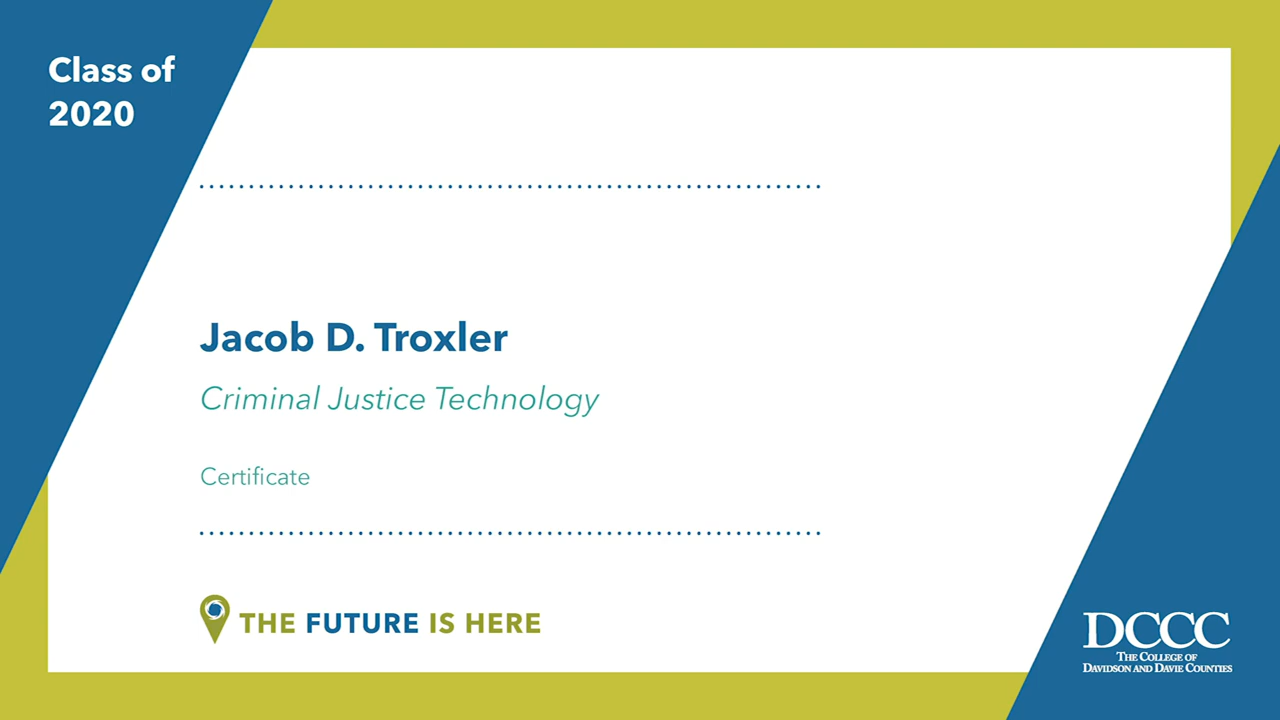 Class of
2020
Jacob D. Troxler
Criminal Justice Technology
Certificate
THE FUTURE IS HERE
DCCC
THE COLLEGE OF
DAVIDSON AND DAVIE COUNTIES